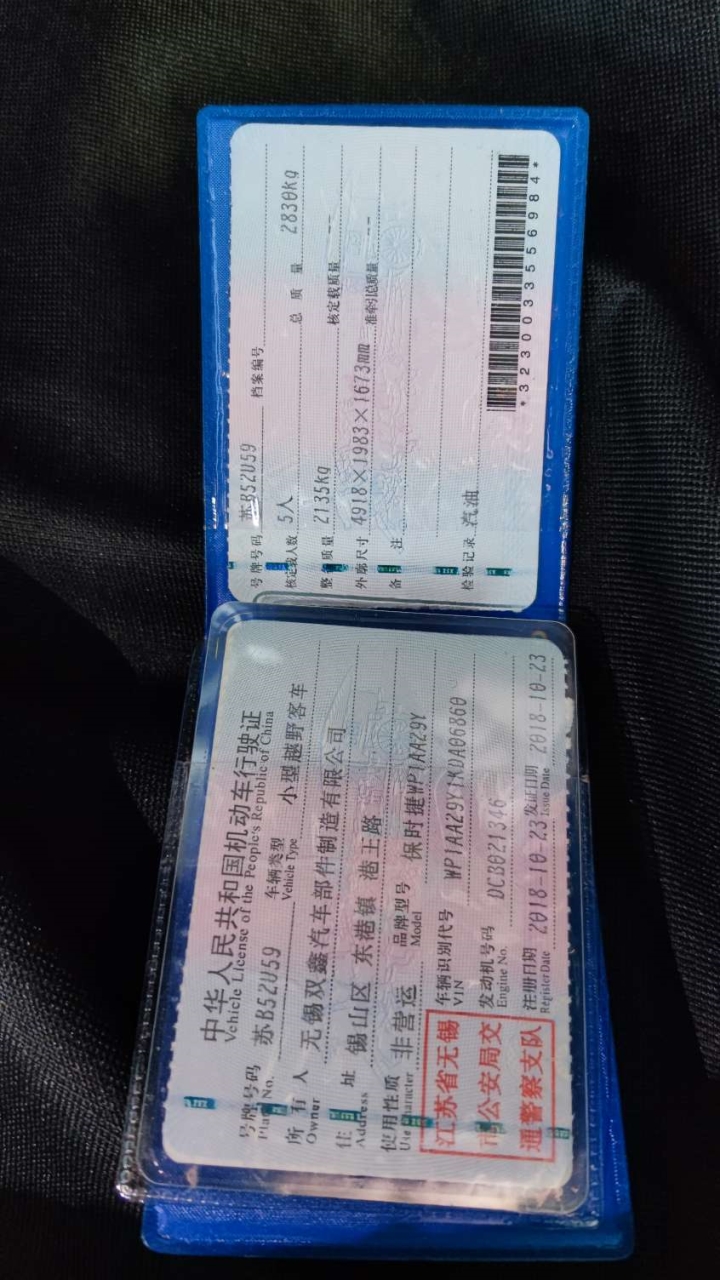 中华人民共和国机动车行驶证
Vehicle License of the People's Republic of China
号牌号码 苏B52U59 车辆类型 小型越野客车
Plate No. Vehicle Type
所有人 无锡双鑫汽车部件制造有限公司
Owner
住址 锡山区 东港镇 港王路
Address
使用性质 非营运 品牌型号 保时捷WP1AA29Y
Use Character Model
车辆识别代号 WP1AA29Y1KDA06860
VIN
发动机号码 DCB021346
Engine No.
注册日期 2018-10-23 发证日期 2018-10-23
Register Date Issue Date
江苏省无锡
市公安局交
通警察支队
号牌号码 苏B52U59 档案编号
核定载人数 5人 总质量 2830kg
整备质量 2135kg 核定载质量 --
外廓尺寸 4918×1983×1673mm 准牵引总质量 --
备注
检验记录 汽油
*3230033556984*